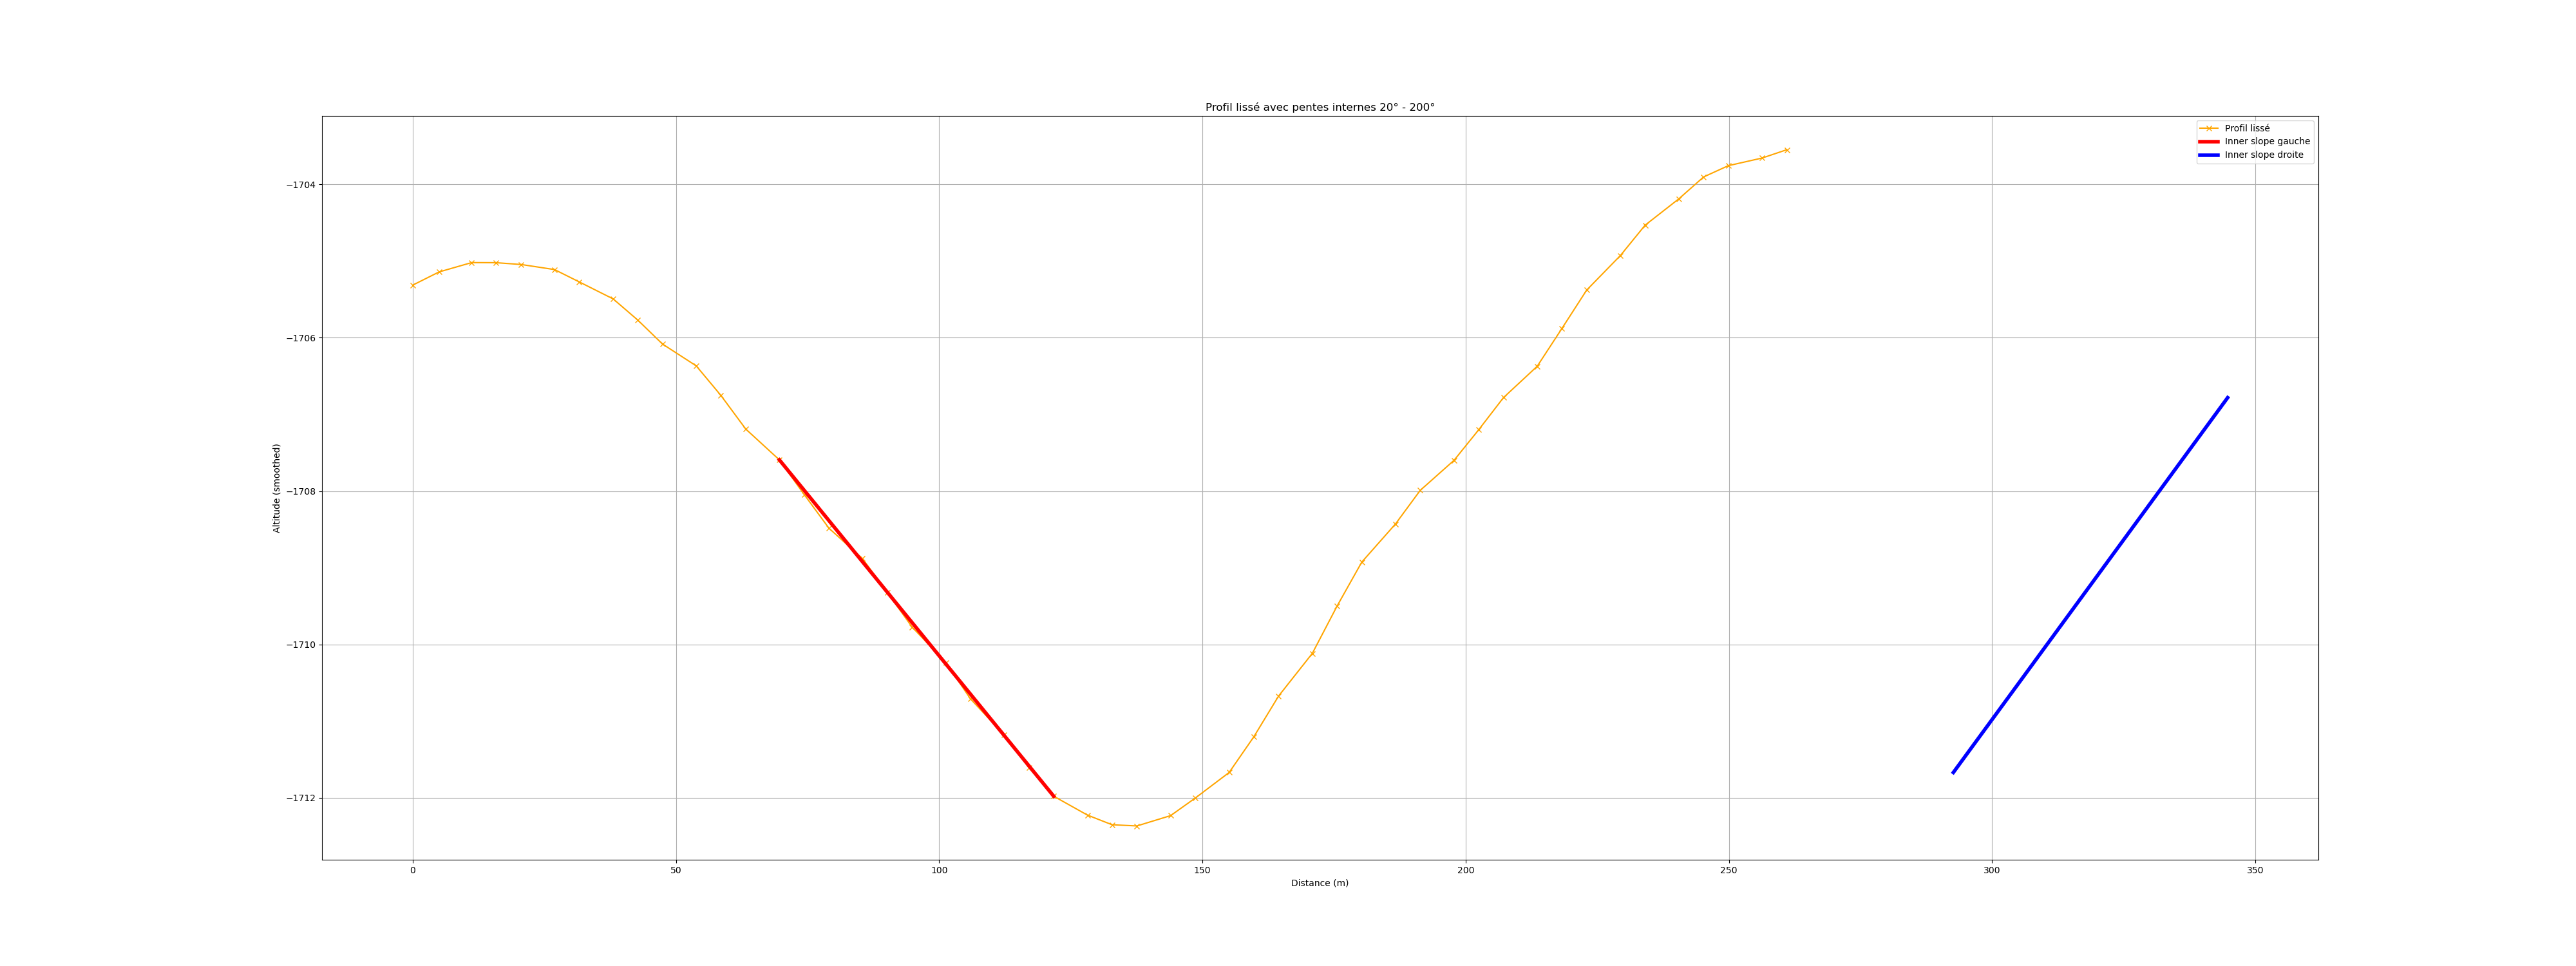 Profil lissé avec pentes internes 20° - 200°
Profil lissé
Inner slope gauche
Inner slope droite
Altitude (smoothed)
−1704
−1706
−1708
−1710
−1712
0 50 100 150 200 250 300 350
Distance (m)